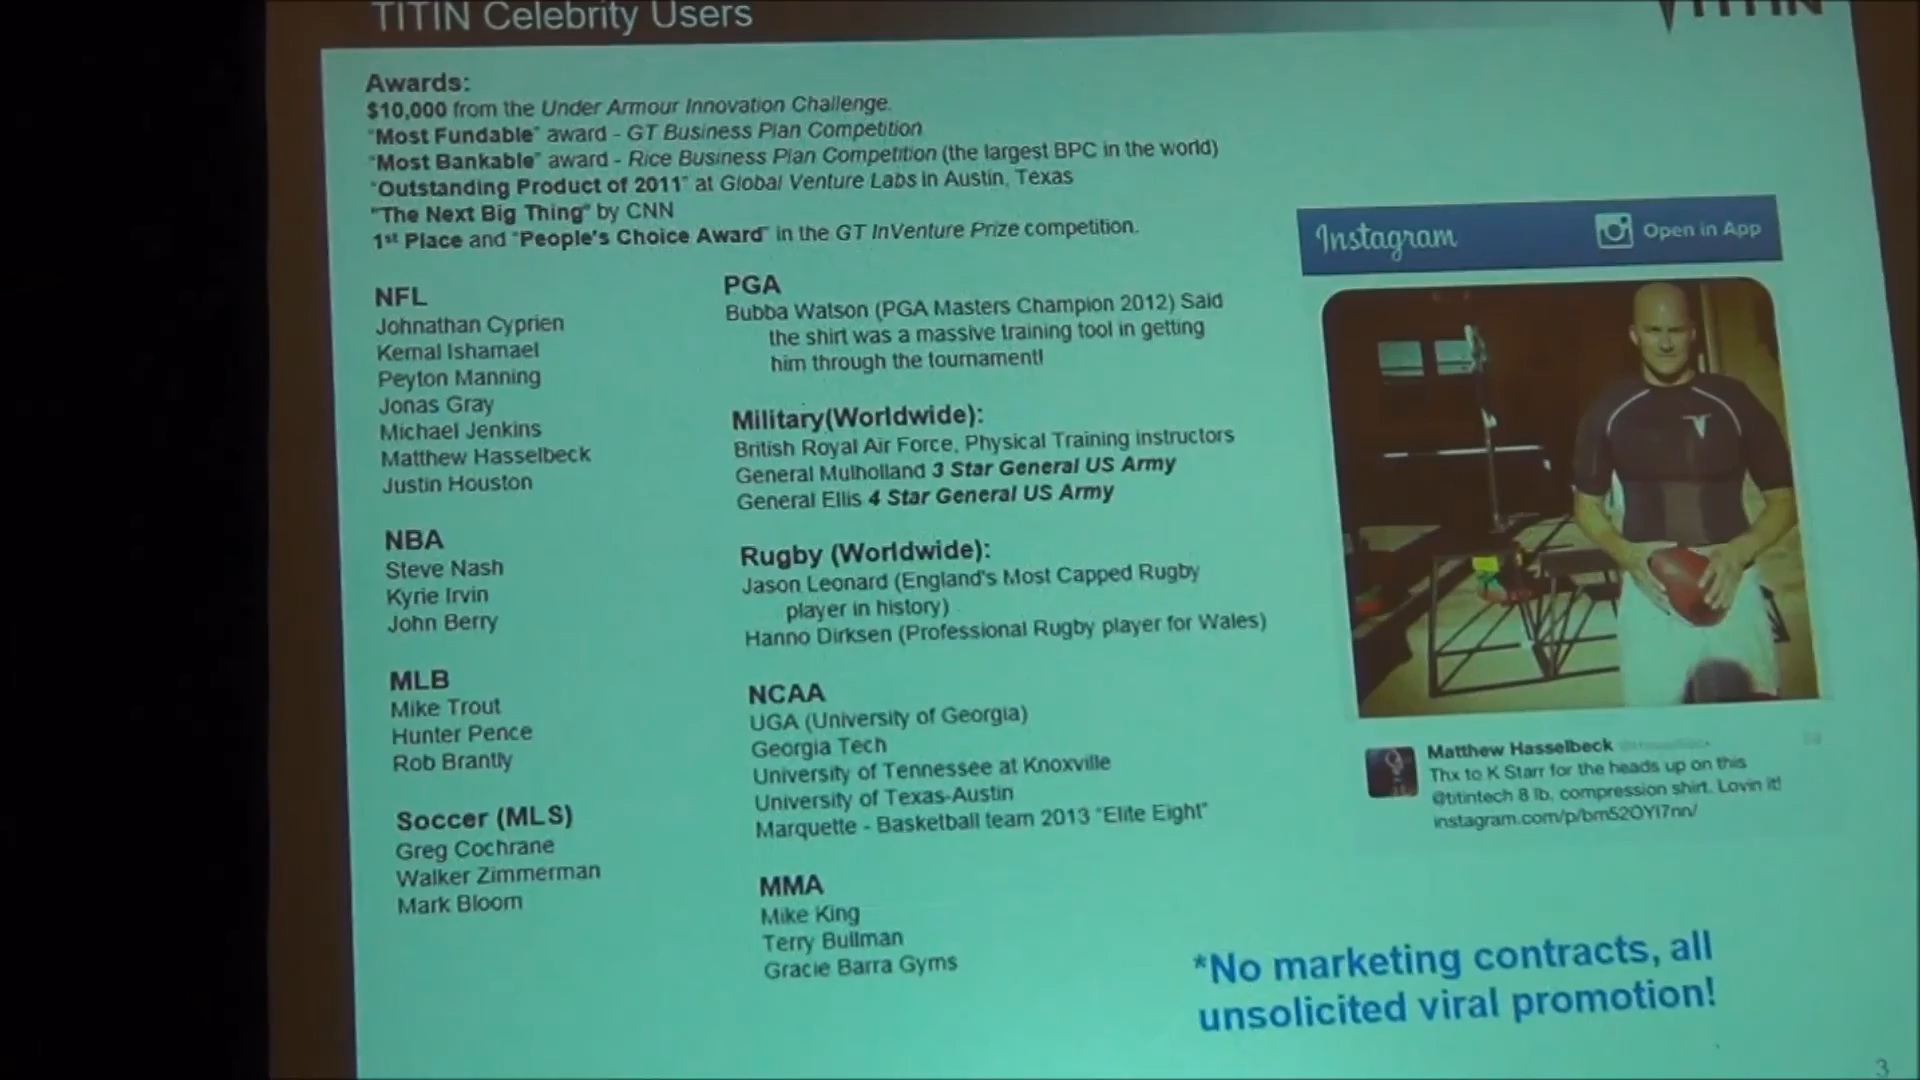 TITIN Celebrity Users
TITIN
Awards:
$10,000 from the Under Armour Innovation Challenge.
"Most Fundable" award - GT Business Plan Competition
"Most Bankable" award - Rice Business Plan Competition (the largest BPC in the world)
"Outstanding Product of 2011" at Global Venture Labs in Austin, Texas
"The Next Big Thing" by CNN
1st Place and "People's Choice Award" in the GT InVenture Prize competition.
NFL
Johnathan Cyprien
Kemal Ishamael
Peyton Manning
Jonas Gray
Michael Jenkins
Matthew Hasselbeck
Justin Houston
NBA
Steve Nash
Kyrie Irvin
John Berry
MLB
Mike Trout
Hunter Pence
Rob Brantly
Soccer (MLS)
Greg Cochrane
Walker Zimmerman
Mark Bloom
PGA
Bubba Watson (PGA Masters Champion 2012) Said
the shirt was a massive training tool in getting
him through the tournament!
Military(Worldwide):
British Royal Air Force, Physical Training instructors
General Mulholland 3 Star General US Army
General Ellis 4 Star General US Army
Rugby (Worldwide):
Jason Leonard (England's Most Capped Rugby
player in history)
Hanno Dirksen (Professional Rugby player for Wales)
NCAA
UGA (University of Georgia)
Georgia Tech
University of Tennessee at Knoxville
University of Texas-Austin
Marquette - Basketball team 2013 "Elite Eight"
MMA
Mike King
Terry Bullman
Gracie Barra Gyms
Instagram
Open in App
Matthew Hasselbeck
Thx to K Starr for the heads up on this
@titintech 8 lb. compression shirt. Lovin it!
instagram.com/p/bm52OYI7nn/
*No marketing contracts, all
unsolicited viral promotion!
3